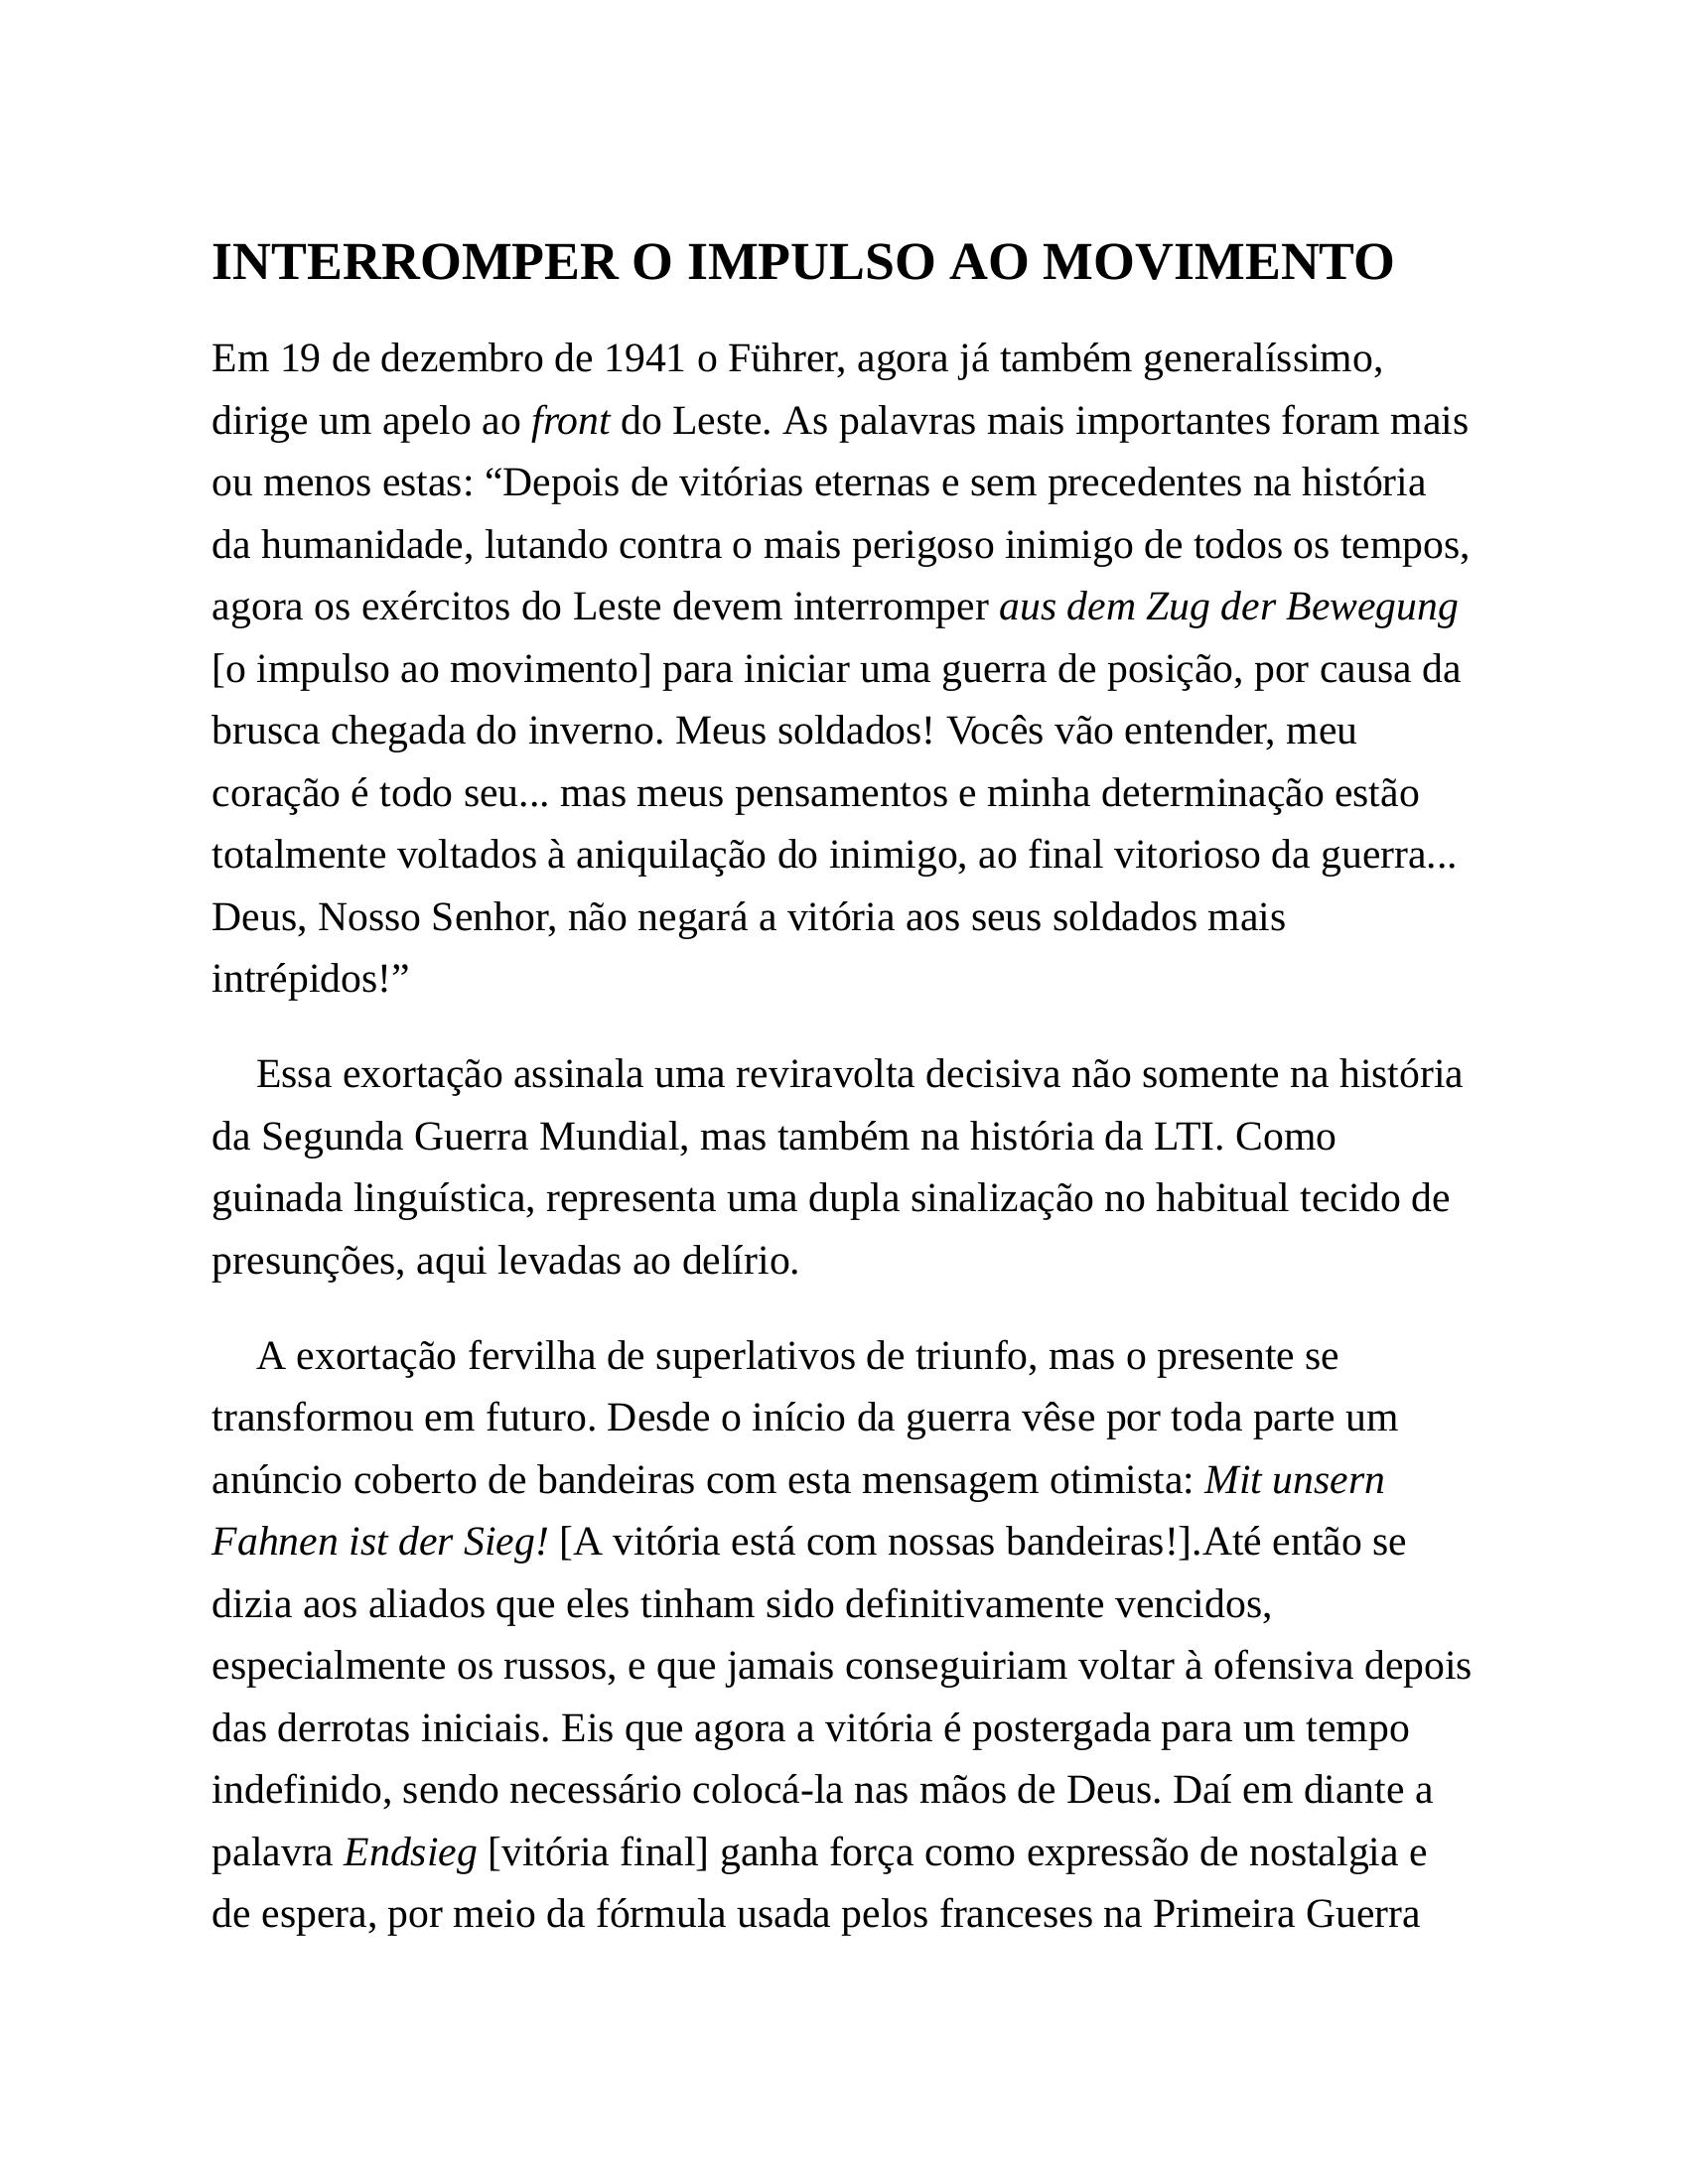 INTERROMPER O IMPULSO AO MOVIMENTO
Em 19 de dezembro de 1941 o Führer, agora já também generalíssimo,
dirige um apelo ao front do Leste. As palavras mais importantes foram mais
ou menos estas: “Depois de vitórias eternas e sem precedentes na história
da humanidade, lutando contra o mais perigoso inimigo de todos os tempos,
agora os exércitos do Leste devem interromper aus dem Zug der Bewegung
[o impulso ao movimento] para iniciar uma guerra de posição, por causa da
brusca chegada do inverno. Meus soldados! Vocês vão entender, meu
coração é todo seu... mas meus pensamentos e minha determinação estão
totalmente voltados à aniquilação do inimigo, ao final vitorioso da guerra...
Deus, Nosso Senhor, não negará a vitória aos seus soldados mais
intrépidos!”
Essa exortação assinala uma reviravolta decisiva não somente na história
da Segunda Guerra Mundial, mas também na história da LTI. Como
guinada linguística, representa uma dupla sinalização no habitual tecido de
presunções, aqui levadas ao delírio.
A exortação fervilha de superlativos de triunfo, mas o presente se
transformou em futuro. Desde o início da guerra vêse por toda parte um
anúncio coberto de bandeiras com esta mensagem otimista: Mit unsern
Fahnen ist der Sieg! [A vitória está com nossas bandeiras!].Até então se
dizia aos aliados que eles tinham sido definitivamente vencidos,
especialmente os russos, e que jamais conseguiriam voltar à ofensiva depois
das derrotas iniciais. Eis que agora a vitória é postergada para um tempo
indefinido, sendo necessário colocá-la nas mãos de Deus. Daí em diante a
palavra Endsieg [vitória final] ganha força como expressão de nostalgia e
de espera, por meio da fórmula usada pelos franceses na Primeira Guerra